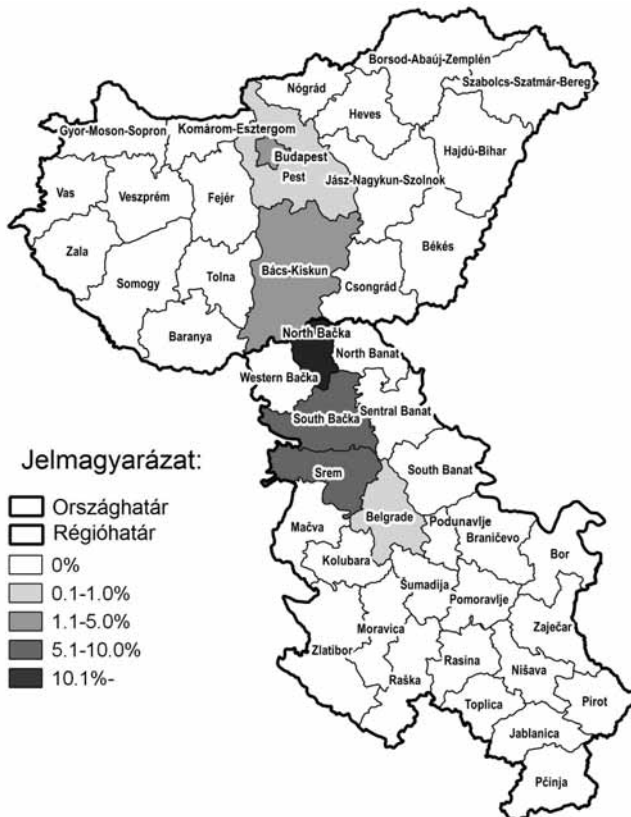 Borsod-Abaúj-Zemplén
Szabolcs-Szatmár-Bereg
Nógrád
Heves
Gyor-Moson-Sopron
Komárom-Esztergom
Hajdú-Bihar
Budapest
Pest
Jász-Nagykun-Szolnok
Vas
Veszprém
Fejér
Békés
Zala
Somogy
Tolna
Bács-Kiskun
Csongrád
Baranya
North Bačka
North Banat
Western Bačka
Sentral Banat
South Bačka
Srem
South Banat
Belgrade
Mačva
Podunavlje
Braničevo
Bor
Kolubara
Šumadija
Pomoravlje
Zaječar
Moravica
Zlatibor
Rasina
Nišava
Raška
Toplica
Pirot
Jablanica
Pčinja
Jelmagyarázat:
Országhatár
Régióhatár
0%
0.1-1.0%
1.1-5.0%
5.1-10.0%
10.1%-